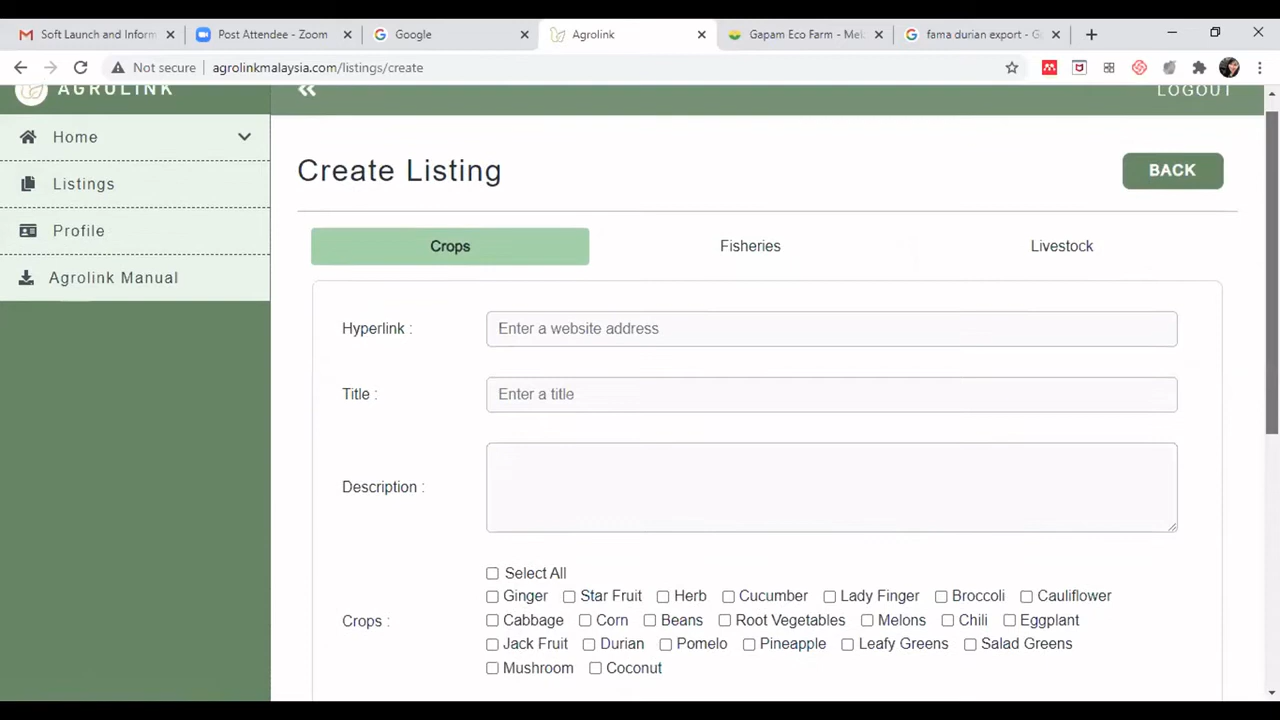 Soft Launch and Inform
Post Attendee - Zoom
Google
Agrolink
Gapam Eco Farm - Mel
fama durian export - G
Not secure
agrolinkmalaysia.com/listings/create
AGROLINK
LOGOUT
Home
Listings
Profile
Agrolink Manual
Create Listing
BACK
Crops Fisheries Livestock
Hyperlink : Enter a website address
Title : Enter a title
Description :
Select All
Ginger Star Fruit Herb Cucumber Lady Finger Broccoli Cauliflower
Crops : Cabbage Corn Beans Root Vegetables Melons Chili Eggplant
Jack Fruit Durian Pomelo Pineapple Leafy Greens Salad Greens
Mushroom Coconut